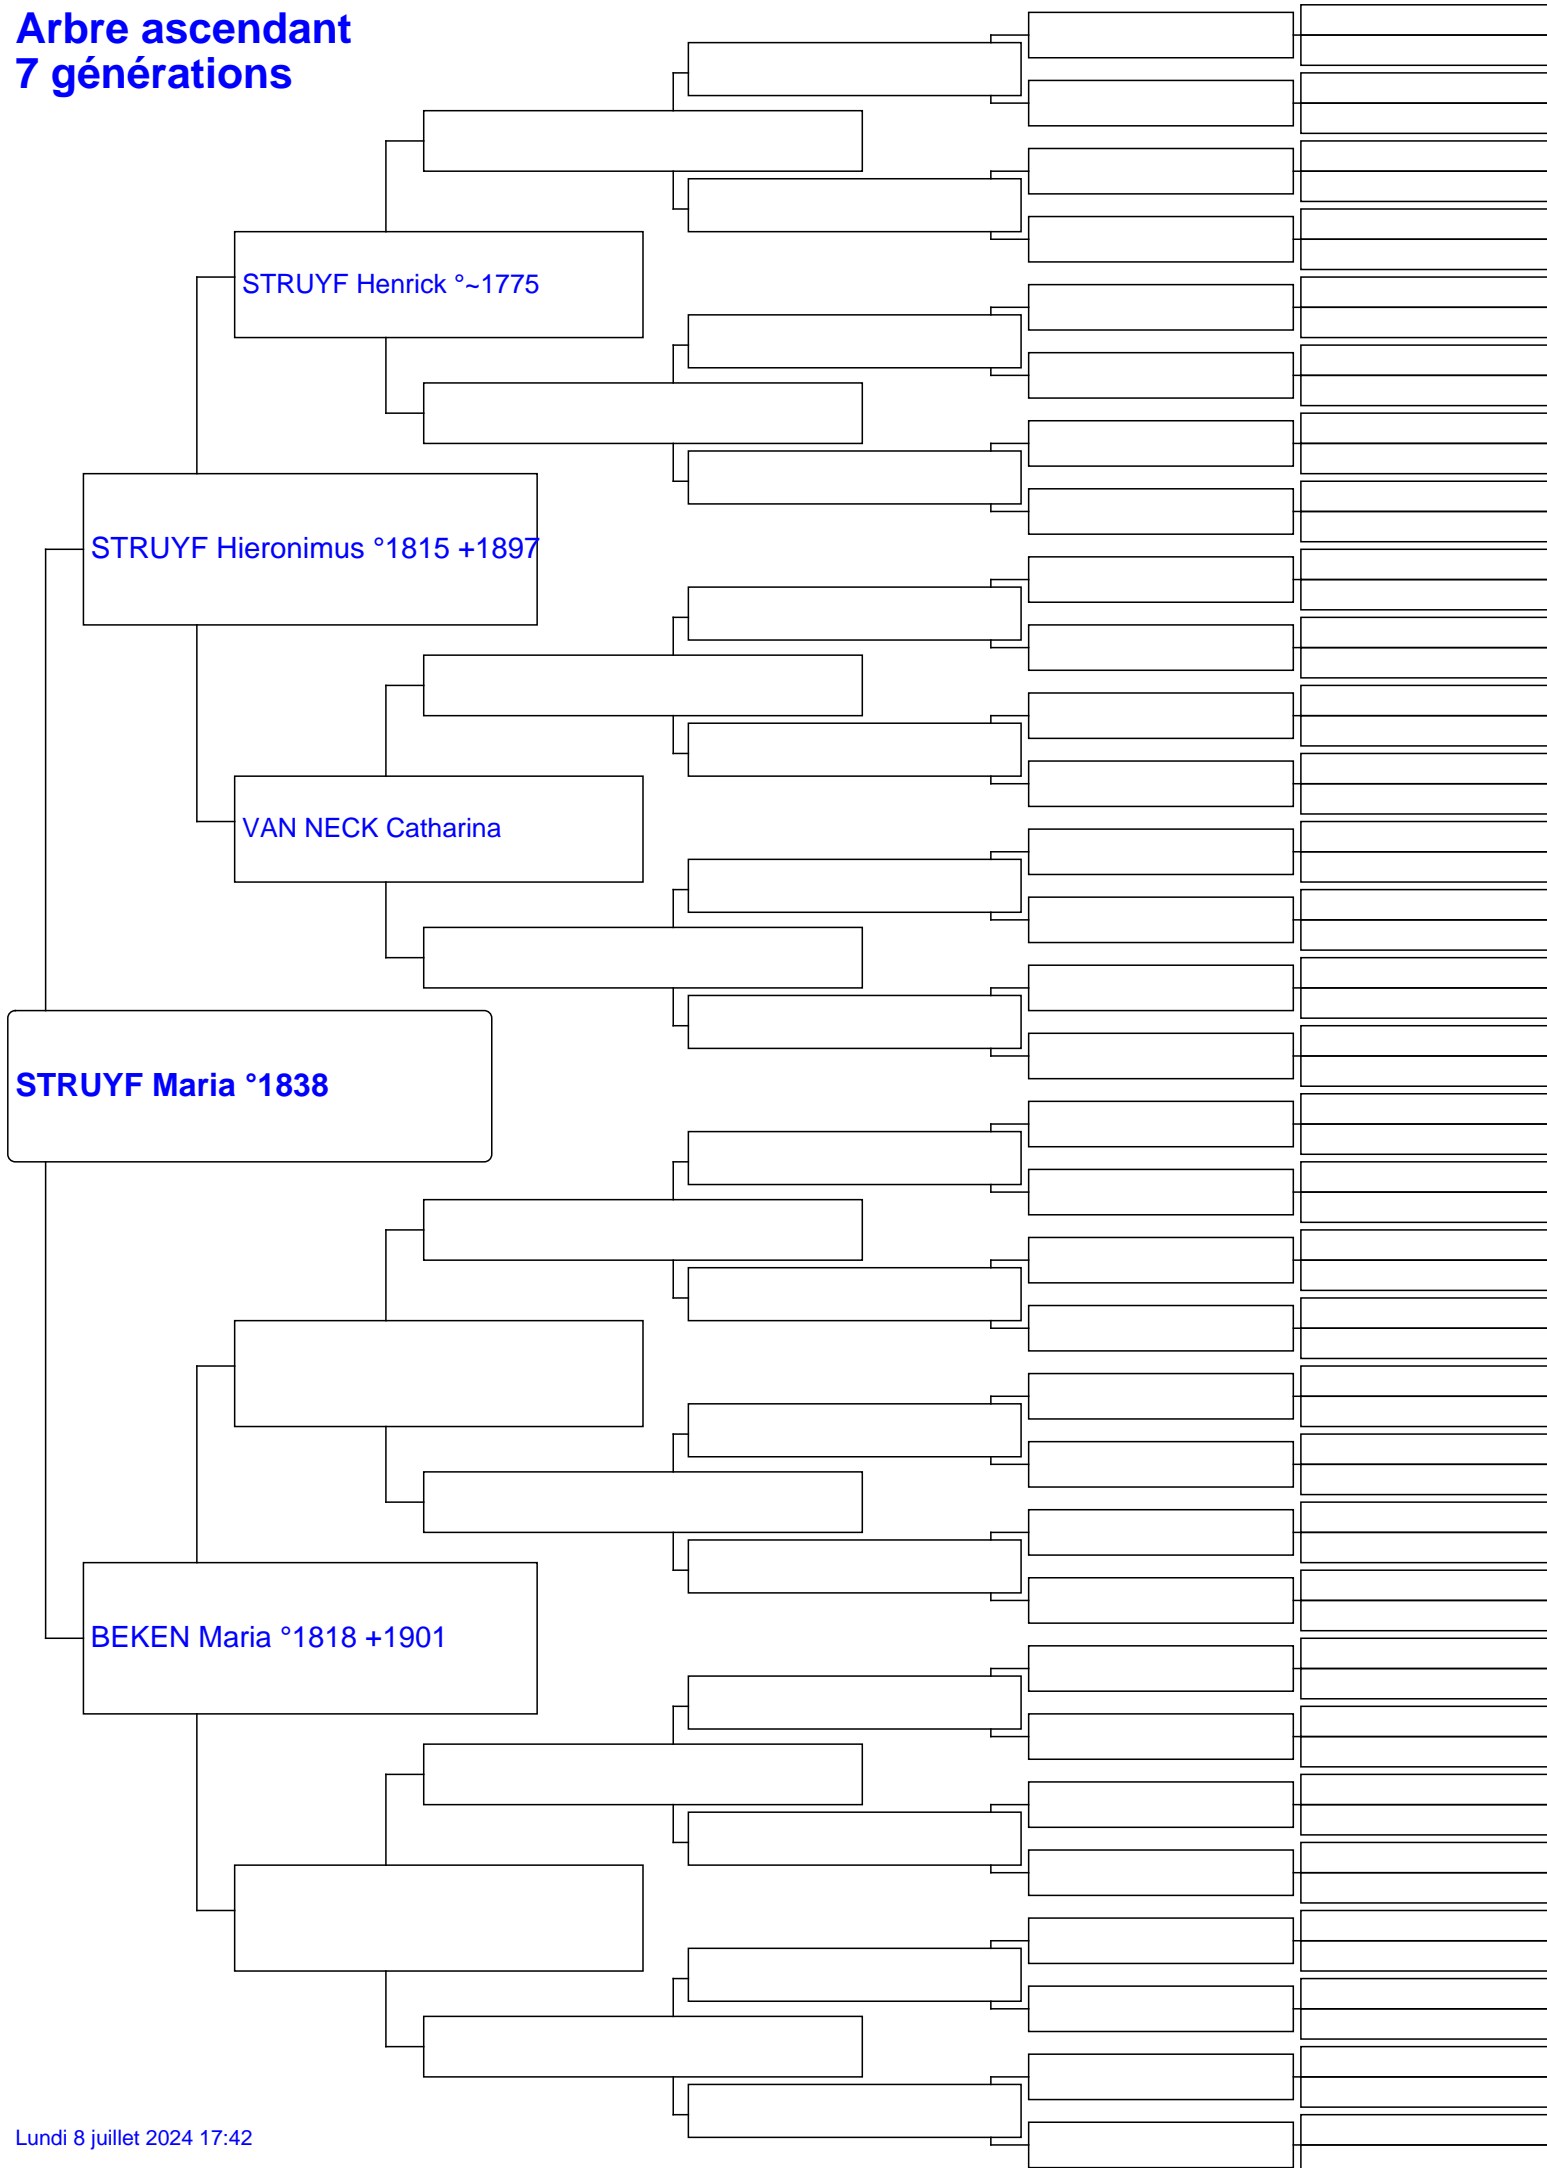 Arbre ascendant
7 générations
STRUYF Henrick °~1775
STRUYF Hieronimus °1815 +1897
VAN NECK Catharina
STRUYF Maria °1838
BEKEN Maria °1818 +1901
Lundi 8 juillet 2024 17:42